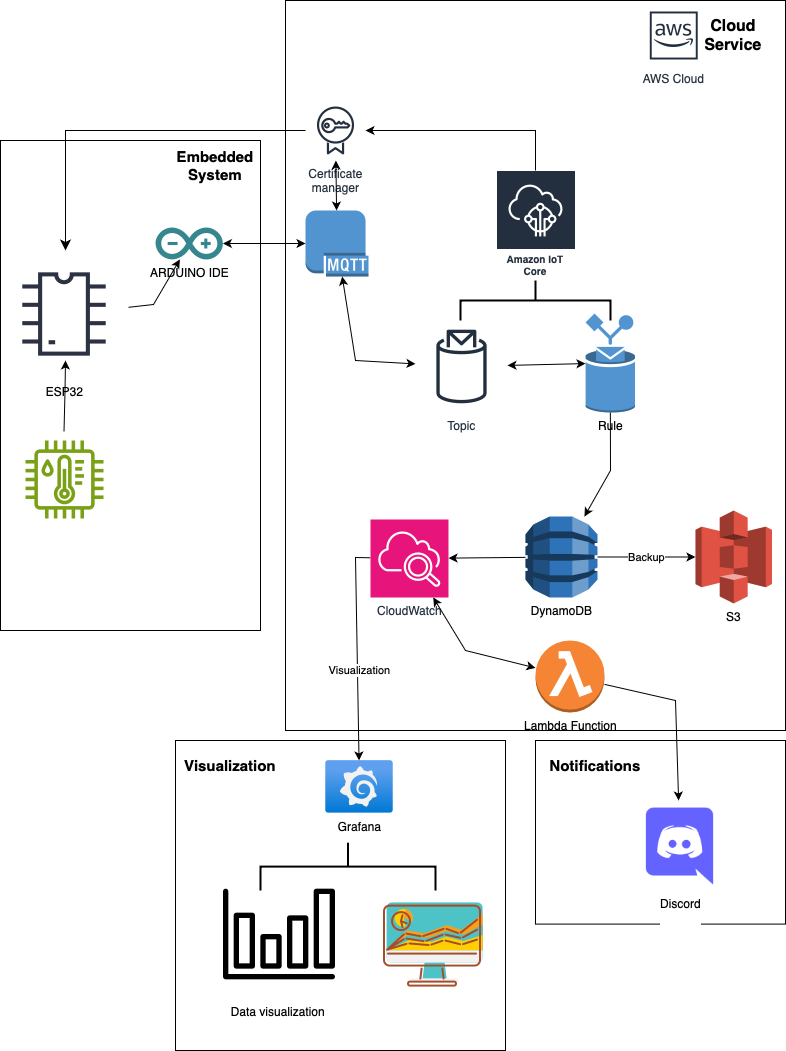 aws
Cloud
Service
AWS Cloud
Certificate
manager
Embedded
System
ARDUINO IDE
MQTT
Amazon IoT
Core
ESP32
Topic
Rule
CloudWatch
DynamoDB
Backup
S3
Visualization
Lambda Function
Visualization
Grafana
Data visualization
Notifications
Discord